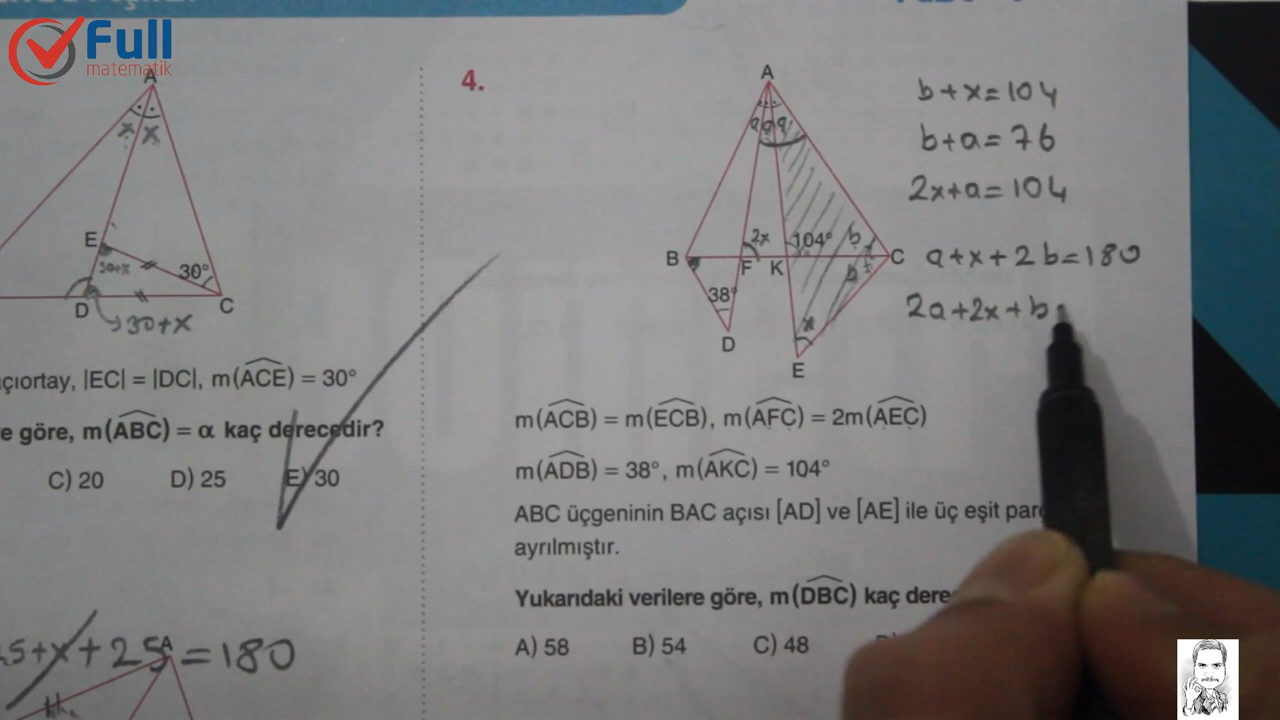 Full
matematik
A
x x
E
50+x
30°
D
C
30+x
açıortay, |EC| = |DC|, m(ACE) = 30°
e göre, m(ABC) = α kaç derecedir?
C) 20 D) 25 E) 30
+x+25=180
A
4.
A
a a a
2x
104°
b
B
F
K
C
b
38°
x
D
E
b+x=104
b+a=76
2x+a=104
a+x+2b=180
2a+2x+b
m(ACB) = m(ECB), m(AFC) = 2m(AEC)
m(ADB) = 38°, m(AKC) = 104°
ABC üçgeninin BAC açısı [AD] ve [AE] ile üç eşit
ayrılmıştır.
Yukarıdaki verilere göre, m(DBC) kaç
A) 58 B) 54 C) 48